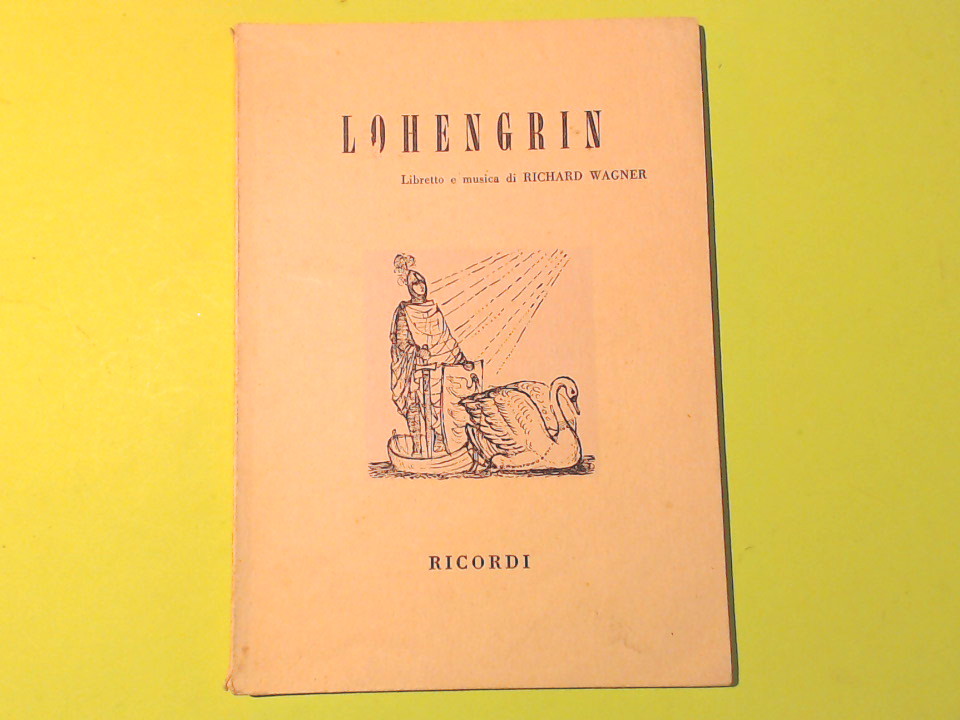 LOHENGRIN
Libretto e musica di RICHARD WAGNER
RICORDI